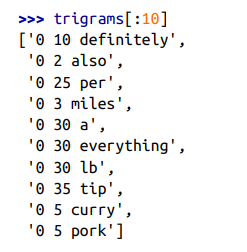 >>> trigrams[:10]
['0 10 definitely',
'0 2 also',
'0 25 per',
'0 3 miles',
'0 30 a',
'0 30 everything',
'0 30 lb',
'0 35 tip',
'0 5 curry',
'0 5 pork']